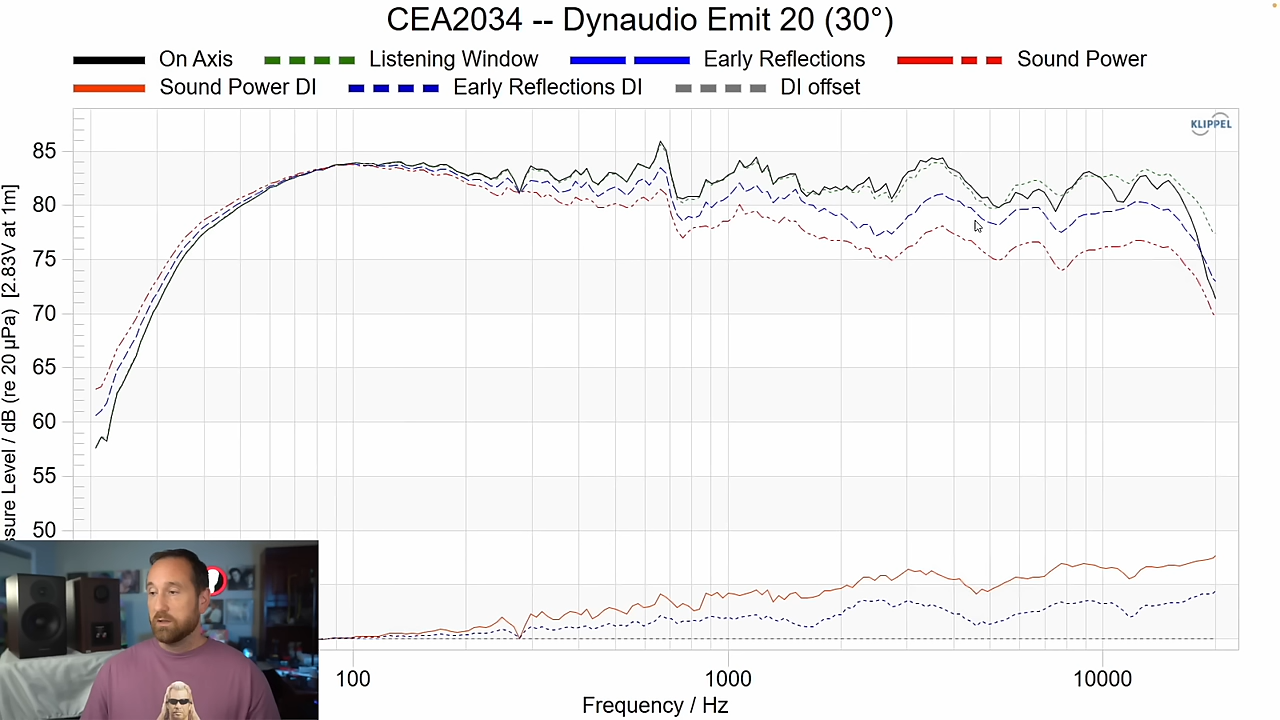 CEA2034 -- Dynaudio Emit 20 (30°)
On Axis Listening Window Early Reflections Sound Power
Sound Power DI Early Reflections DI DI offset
KLIPPEL
85
80
75
70
65
60
55
50
ssure Level / dB (re 20 µPa) [2.83V at 1m]
100 1000 10000
Frequency / Hz